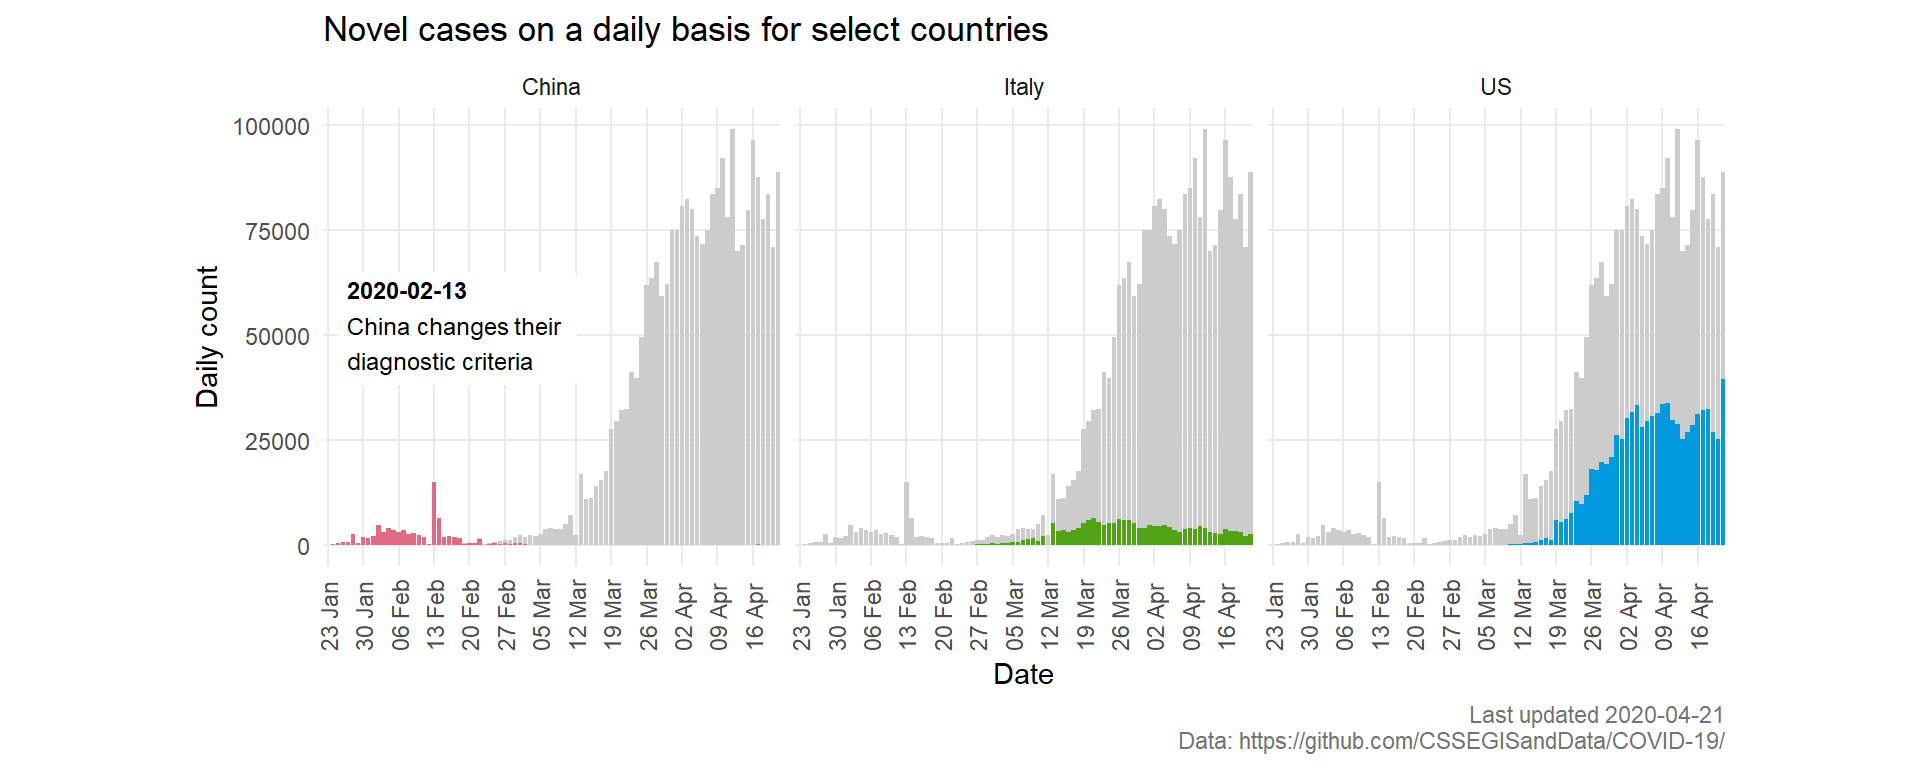 Novel cases on a daily basis for select countries
China
Italy
US
Daily count
100000
75000
50000
25000
0
2020-02-13
China changes their
diagnostic criteria
23 Jan
30 Jan
06 Feb
13 Feb
20 Feb
27 Feb
05 Mar
12 Mar
19 Mar
26 Mar
02 Apr
09 Apr
16 Apr
23 Jan
30 Jan
06 Feb
13 Feb
20 Feb
27 Feb
05 Mar
12 Mar
19 Mar
26 Mar
02 Apr
09 Apr
16 Apr
23 Jan
30 Jan
06 Feb
13 Feb
20 Feb
27 Feb
05 Mar
12 Mar
19 Mar
26 Mar
02 Apr
09 Apr
16 Apr
Date
Last updated 2020-04-21
Data: https://github.com/CSSEGISandData/COVID-19/